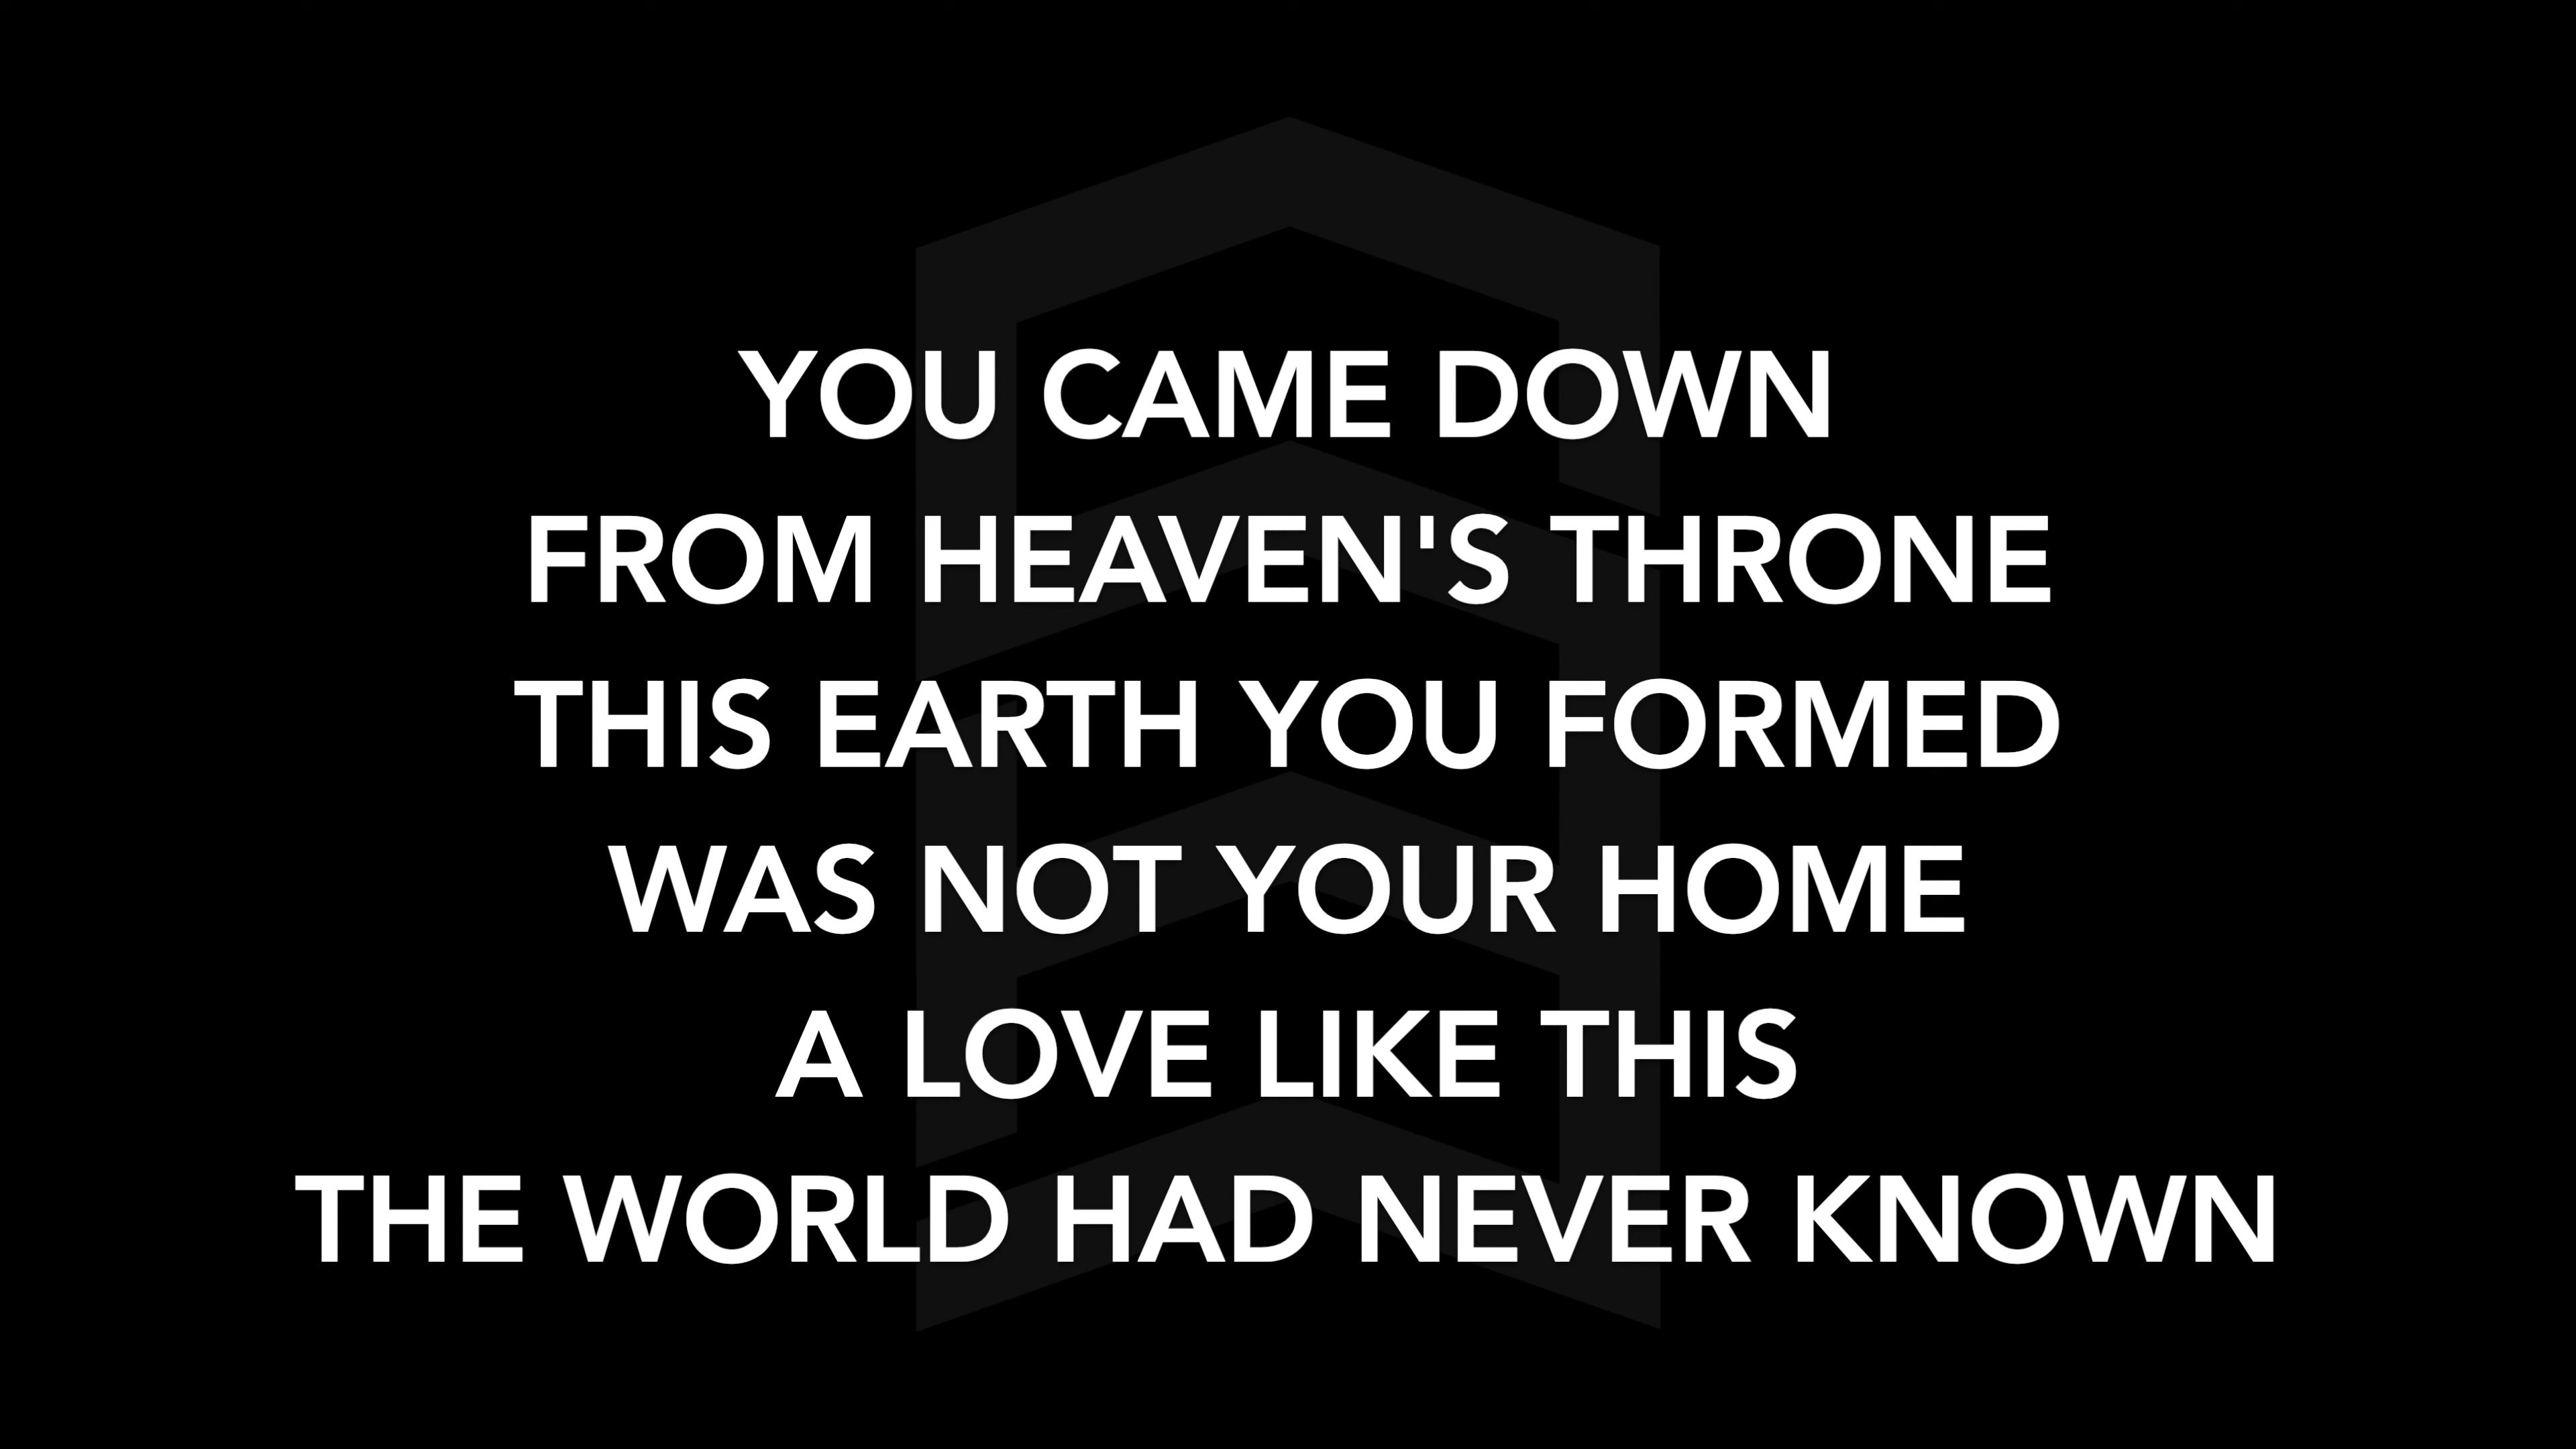 YOU CAME DOWN
FROM HEAVEN'S THRONE
THIS EARTH YOU FORMED
WAS NOT YOUR HOME
A LOVE LIKE THIS
THE WORLD HAD NEVER KNOWN